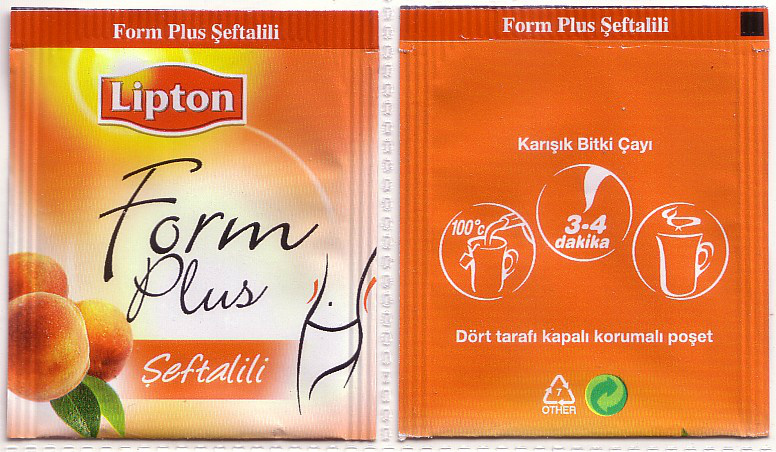 Form Plus Şeftalili
Lipton
Form
Plus
Şeftalili
Form Plus Şeftalili
Karışık Bitki Çayı
100°c
3-4
dakika
Dört tarafı kapalı korumalı poşet
7
OTHER